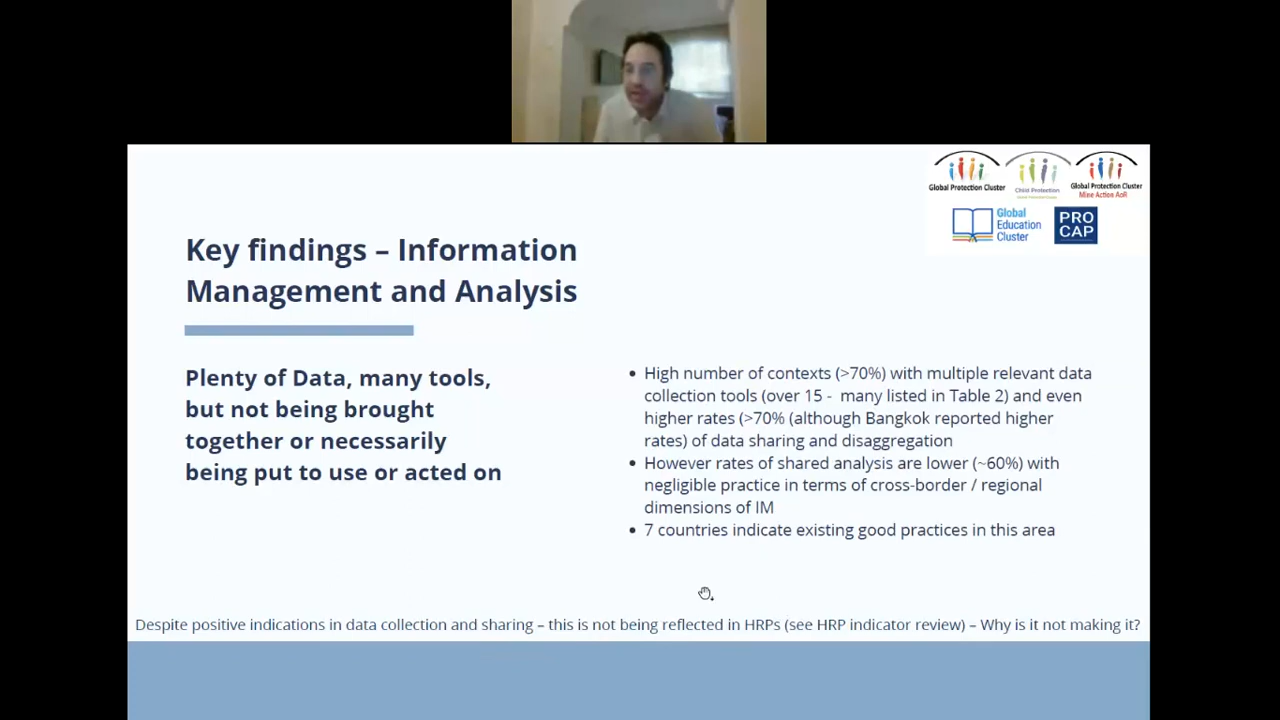 Global Protection Cluster
Child Protection
Global Protection Cluster
Mine Action AoR
Global
Education
Cluster
PRO
CAP
Key findings – Information
Management and Analysis
Plenty of Data, many tools,
but not being brought
together or necessarily
being put to use or acted on
• High number of contexts (>70%) with multiple relevant data
collection tools (over 15 -  many listed in Table 2) and even
higher rates (>70% (although Bangkok reported higher
rates) of data sharing and disaggregation
• However rates of shared analysis are lower (~60%) with
negligible practice in terms of cross-border / regional
dimensions of IM
• 7 countries indicate existing good practices in this area
Despite positive indications in data collection and sharing – this is not being reflected in HRPs (see HRP indicator review) – Why is it not making it?